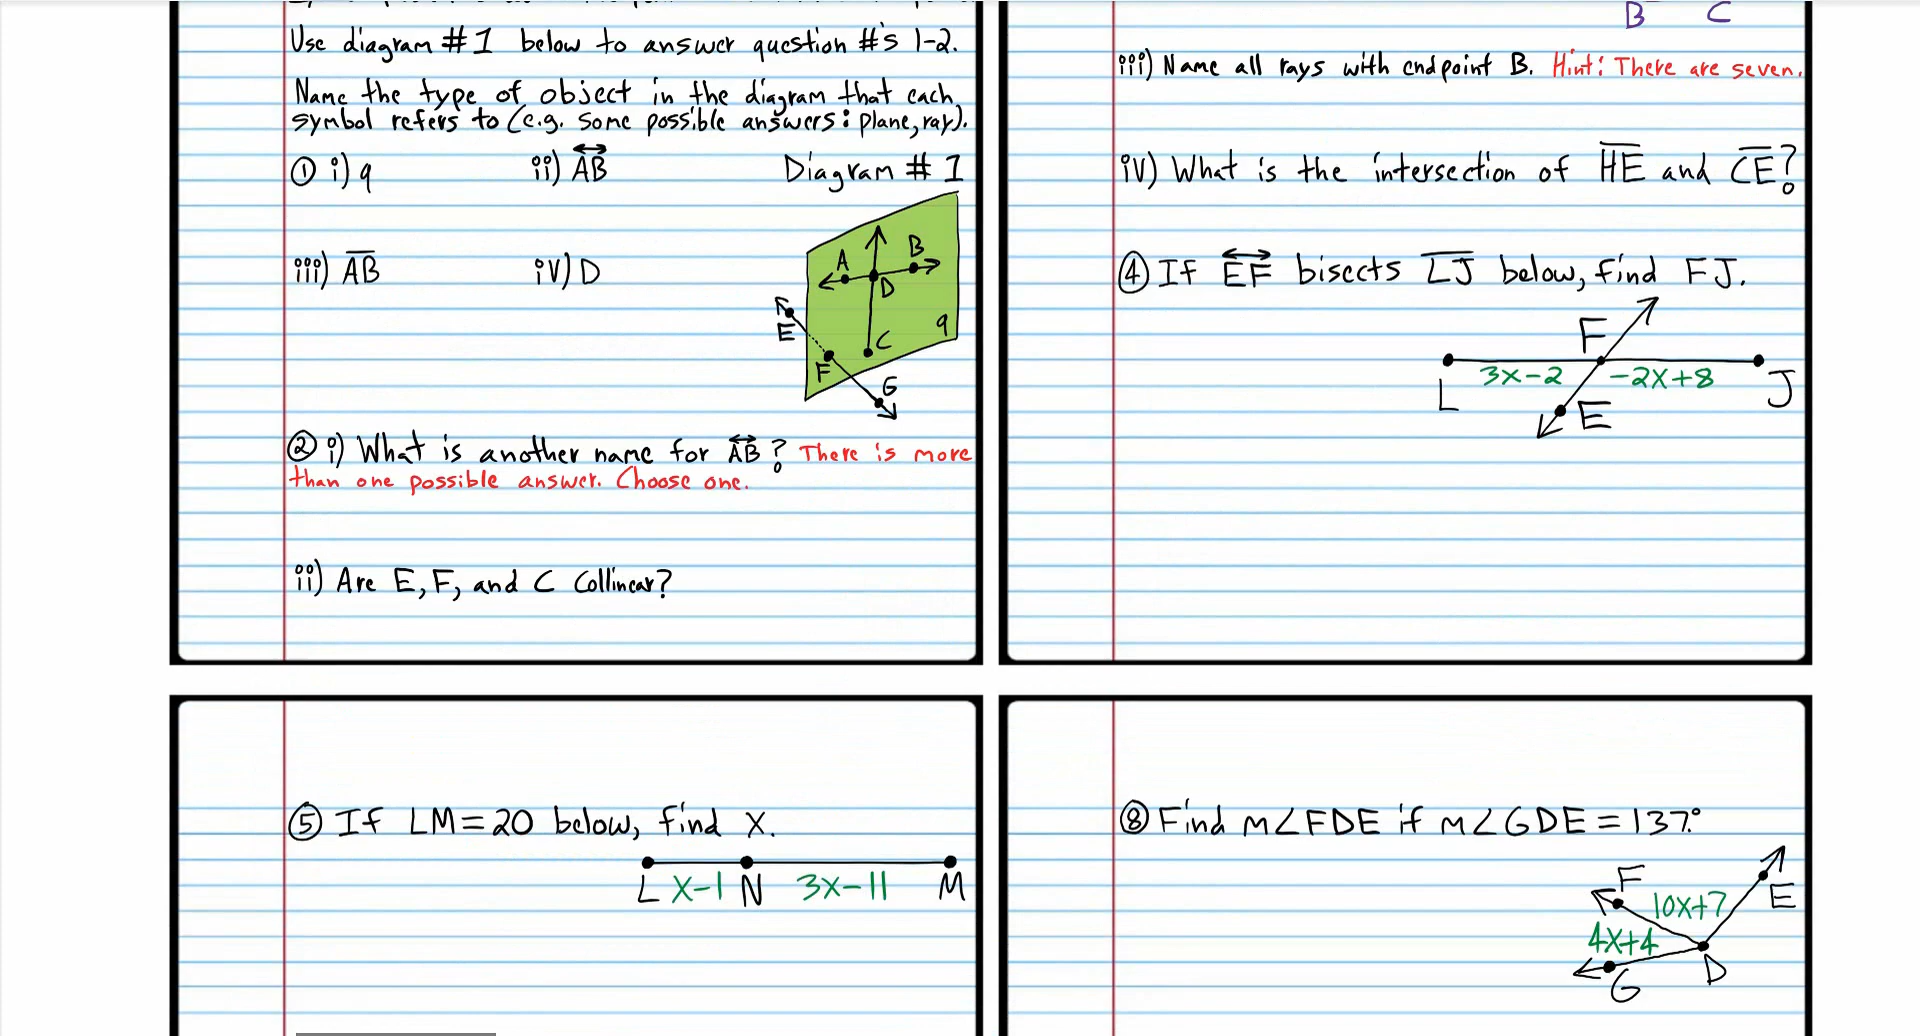 Use diagram #1 below to answer question #'s 1-2.
Name the type of object in the diagram that each
symbol refers to (e.g. some possible answers: plane, ray).
① i) q ii) A͞B͞ ↔
Diagram # 1
iii) A̅B̅ iv) D
A B
D
E
q
C
F
G
② i) What is another name for AB ↔ ? There is more
than one possible answer. Choose one.
ii) Are E, F, and C Collinear?
B C
iii) Name all rays with endpoint B. Hint: There are seven.
iv) What is the intersection of H̅E̅ and C̅E̅?
④ If EF ↔ bisects L̅J̅ below, find FJ.
F
3x-2 -2x+8
L J
E
⑤ If LM = 20 below, find x.
L x-1 N 3x-11 M
⑧ Find m∠FDE if m∠GDE = 137°.
F
10x+7 E
4x+4
D
G